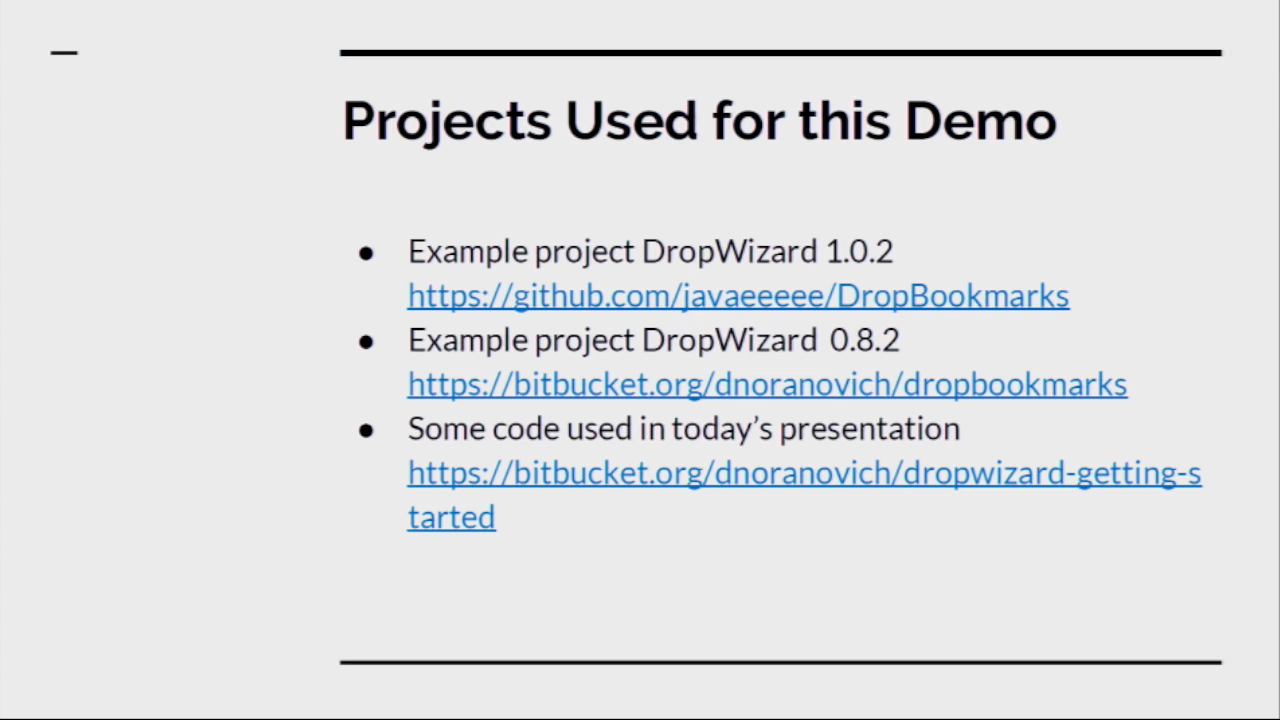 Projects Used for this Demo
● Example project DropWizard 1.0.2
https://github.com/javaeeeee/DropBookmarks
● Example project DropWizard 0.8.2
https://bitbucket.org/dnoranovich/dropbookmarks
● Some code used in today’s presentation
https://bitbucket.org/dnoranovich/dropwizard-getting-s
tarted